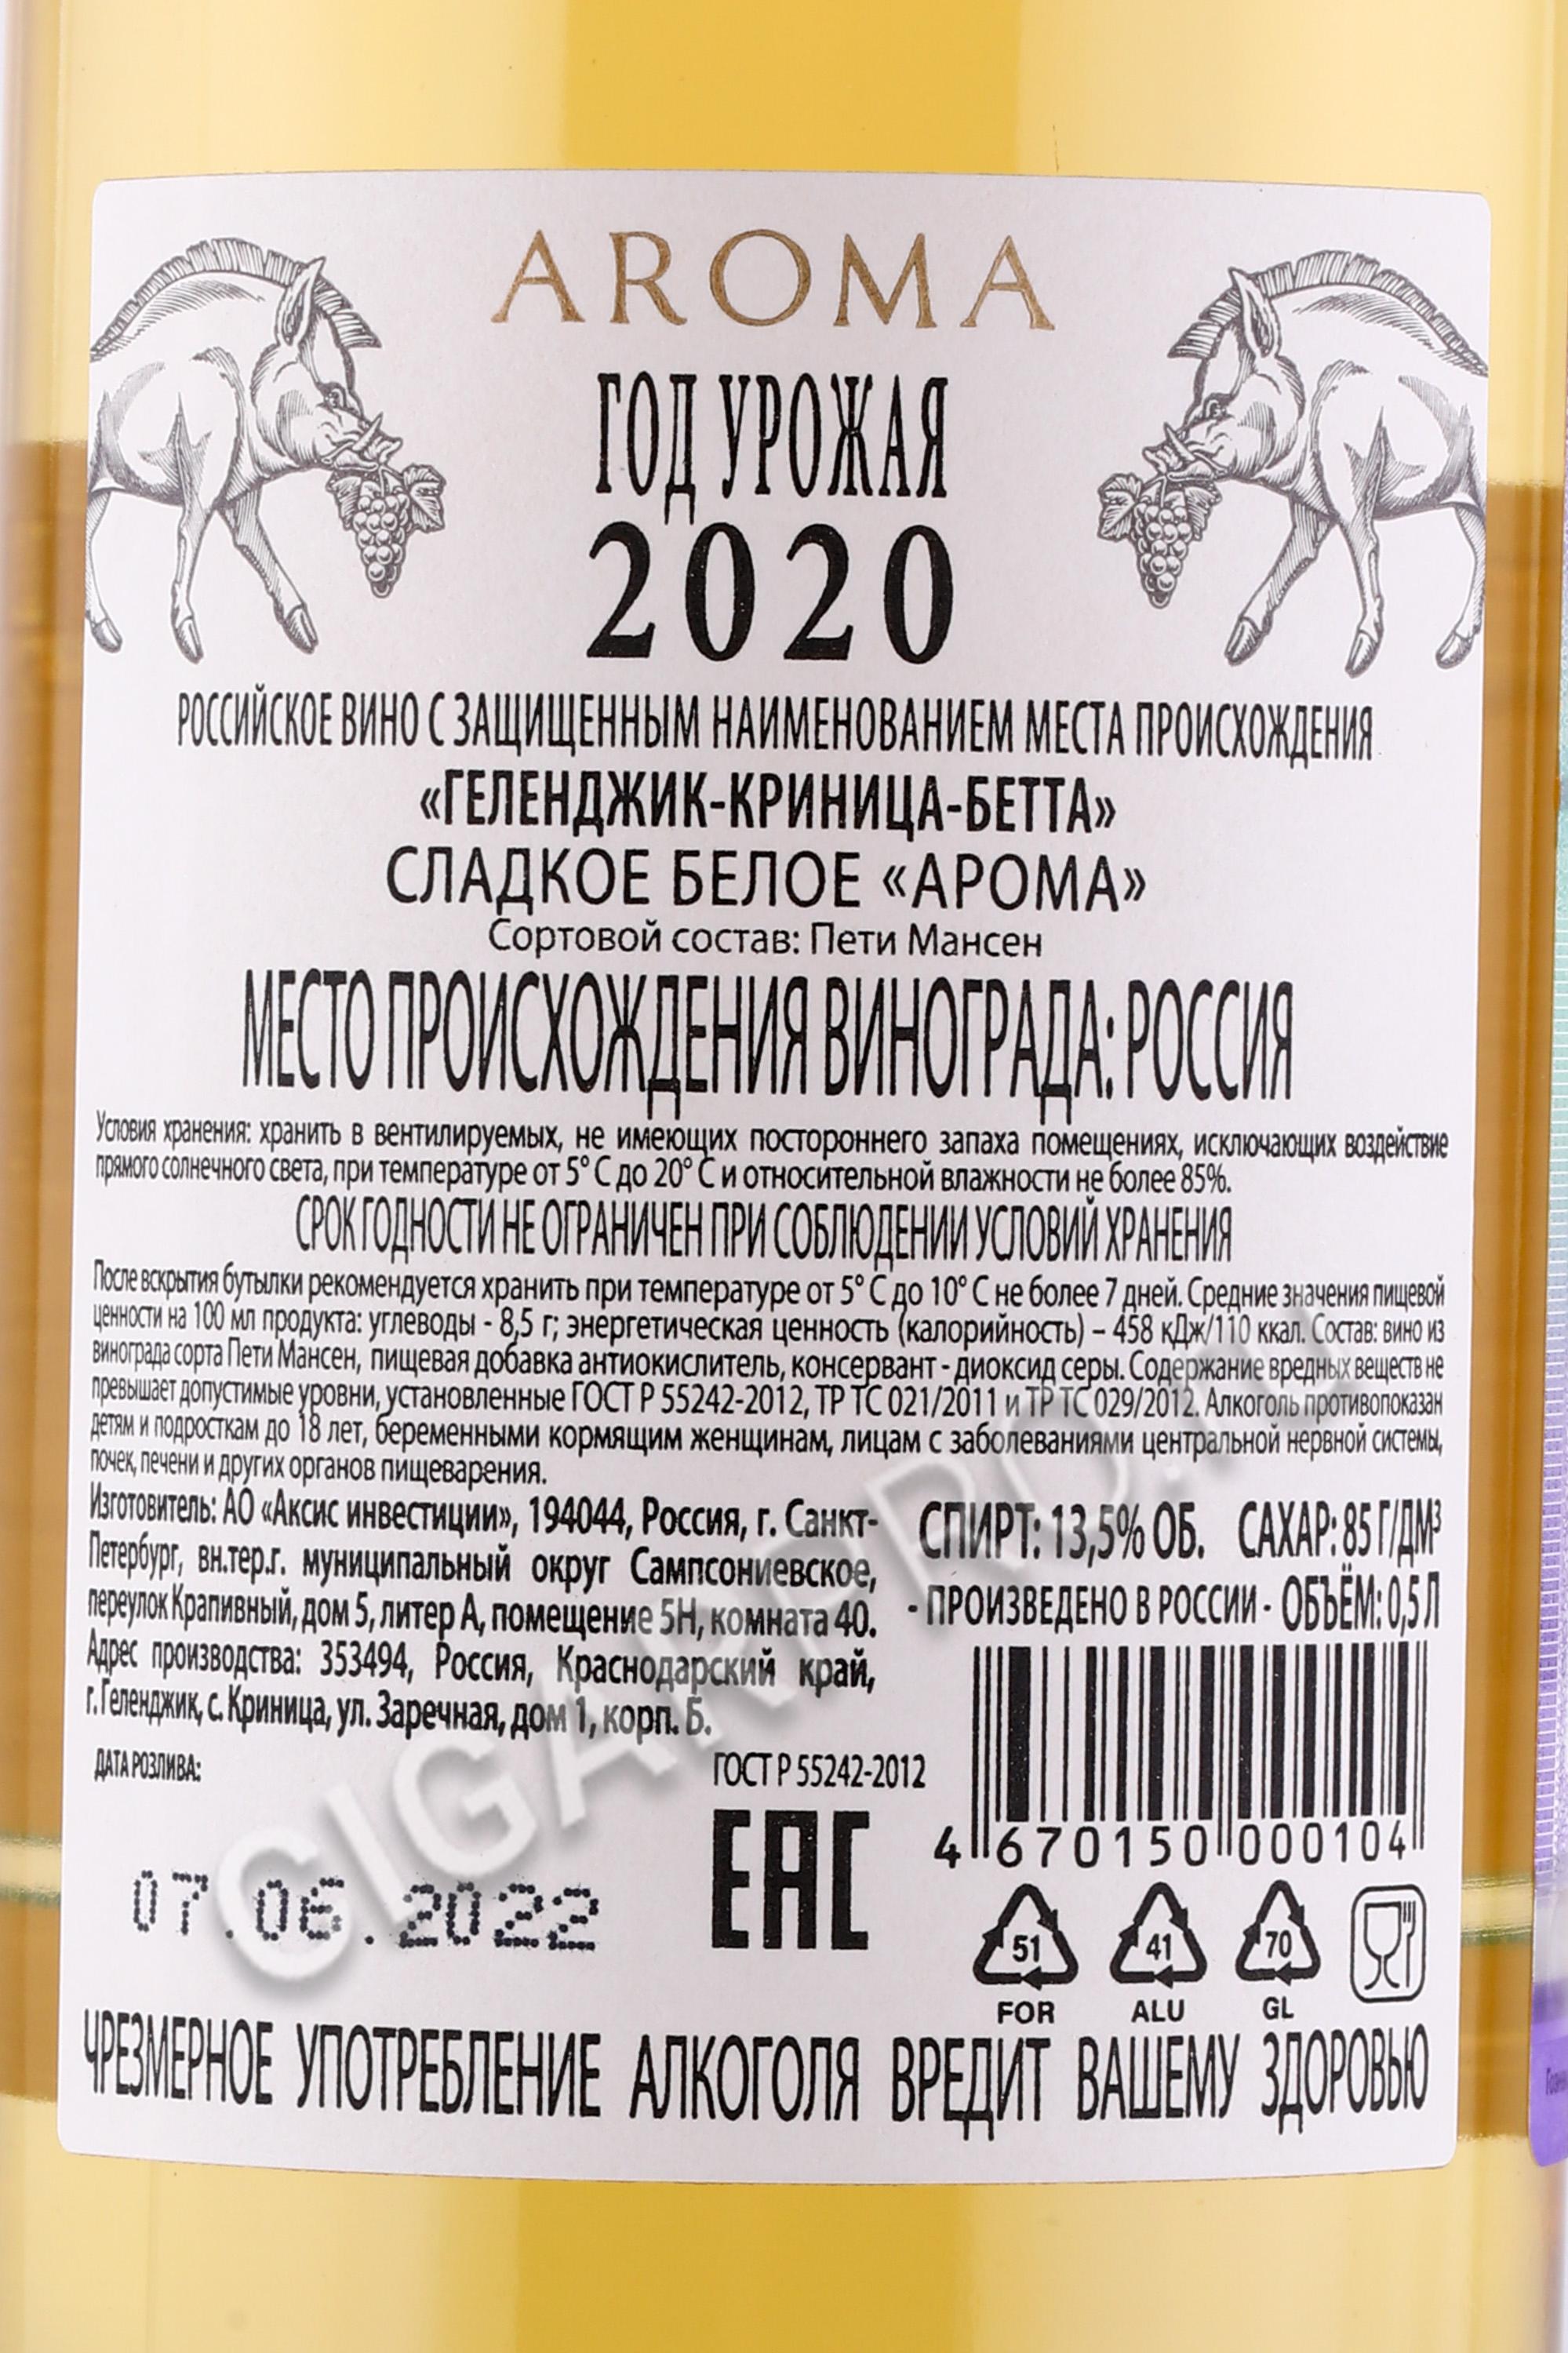 AROMA
ГОД УРОЖАЯ
2020
РОССИЙСКОЕ ВИНО С ЗАЩИЩЕННЫМ НАИМЕНОВАНИЕМ МЕСТА ПРОИСХОЖДЕНИЯ
«ГЕЛЕНДЖИК-КРИНИЦА-БЕТТА»
СЛАДКОЕ БЕЛОЕ «АРОМА»
Сортовой состав: Пети Мансен
МЕСТО ПРОИСХОЖДЕНИЯ ВИНОГРАДА: РОССИЯ
Условия хранения: хранить в вентилируемых, не имеющих постороннего запаха помещениях, исключающих воздействие
прямого солнечного света, при температуре от 5° С до 20° С и относительной влажности не более 85%.
СРОК ГОДНОСТИ НЕ ОГРАНИЧЕН ПРИ СОБЛЮДЕНИИ УСЛОВИЙ ХРАНЕНИЯ
После вскрытия бутылки рекомендуется хранить при температуре от 5° С до 10° С не более 7 дней. Средние значения пищевой
ценности на 100 мл продукта: углеводы - 8,5 г; энергетическая ценность (калорийность) – 458 кДж/110 ккал. Состав: вино из
винограда сорта Пети Мансен, пищевая добавка антиокислитель, консервант - диоксид серы. Содержание вредных веществ не
превышает допустимые уровни, установленные ГОСТ Р 55242-2012, ТР ТС 021/2011 и ТР ТС 029/2012. Алкоголь противопоказан
детям и подросткам до 18 лет, беременными кормящим женщинам, лицам с заболеваниями центральной нервной системы,
почек, печени и других органов пищеварения.
Изготовитель: АО «Аксис инвестиции», 194044, Россия, г. Санкт-
Петербург, вн.тер.г. муниципальный округ Сампсониевское,
переулок Крапивный, дом 5, литер А, помещение 5Н, комната 40.
Адрес производства: 353494, Россия, Краснодарский край,
г. Геленджик, с. Криница, ул. Заречная, дом 1, корп. Б.
СПИРТ: 13,5% ОБ. САХАР: 85 Г/ДМ³
- ПРОИЗВЕДЕНО В РОССИИ - ОБЪЁМ: 0,5 Л
ДАТА РОЗЛИВА:
07.06.2022
ГОСТ Р 55242-2012
ЕАС
4 670150 000104
51 41 70
FOR ALU GL
ЧРЕЗМЕРНОЕ УПОТРЕБЛЕНИЕ АЛКОГОЛЯ ВРЕДИТ ВАШЕМУ ЗДОРОВЬЮ
CIGARPRO.RU